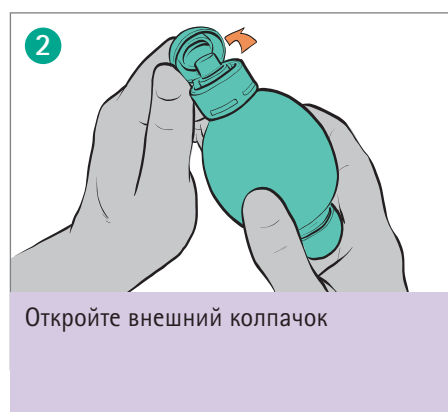 2
Откройте внешний колпачок